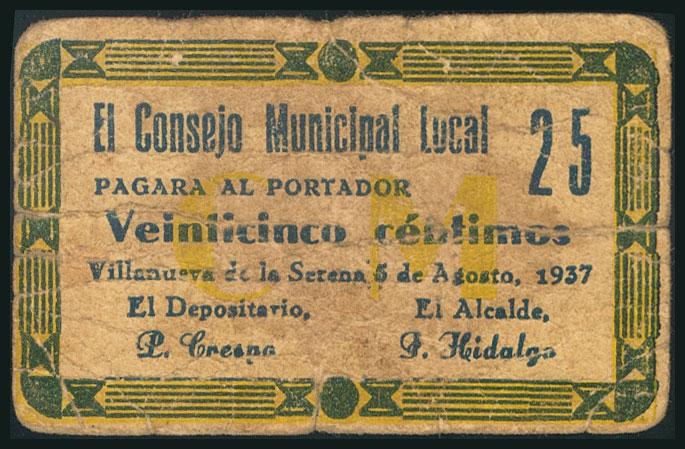 El Consejo Municipal Local 25
PAGARA AL PORTADOR
C M
Veinticinco céntimos
Villanueva de la Serena 5 de Agosto, 1937
El Depositario, El Alcalde,
P. Crespo P. Hidalgo